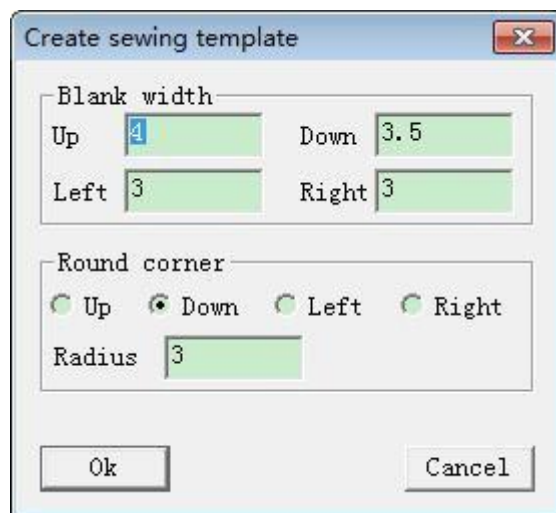 Create sewing template
Blank width
Up 4 Down 3.5
Left 3 Right 3
Round corner
Up Down Left Right
Radius 3
Ok Cancel